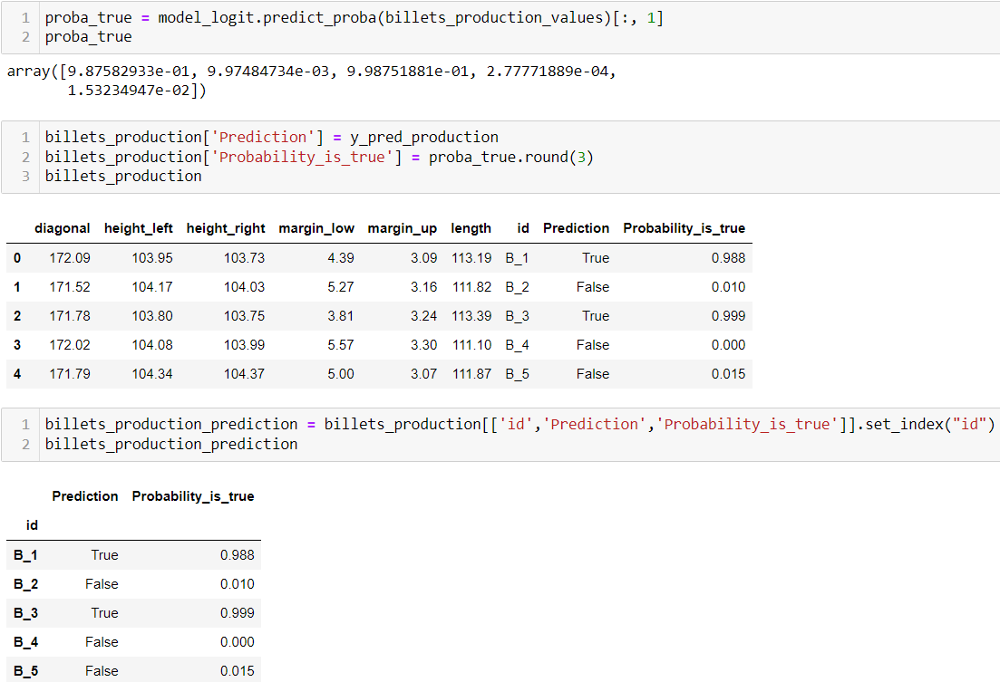 1 proba_true = model_logit.predict_proba(billets_production_values)[:, 1]
2 proba_true
array([9.87582933e-01, 9.97484734e-03, 9.98751881e-01, 2.77771889e-04,
1.53234947e-02])
1 billets_production['Prediction'] = y_pred_production
2 billets_production['Probability_is_true'] = proba_true.round(3)
3 billets_production
diagonal height_left height_right margin_low margin_up length id Prediction Probability_is_true
0 172.09 103.95 103.73 4.39 3.09 113.19 B_1 True 0.988
1 171.52 104.17 104.03 5.27 3.16 111.82 B_2 False 0.010
2 171.78 103.80 103.75 3.81 3.24 113.39 B_3 True 0.999
3 172.02 104.08 103.99 5.57 3.30 111.10 B_4 False 0.000
4 171.79 104.34 104.37 5.00 3.07 111.87 B_5 False 0.015
1 billets_production_prediction = billets_production[['id','Prediction','Probability_is_true']].set_index("id")
2 billets_production_prediction
Prediction Probability_is_true
id
B_1 True 0.988
B_2 False 0.010
B_3 True 0.999
B_4 False 0.000
B_5 False 0.015